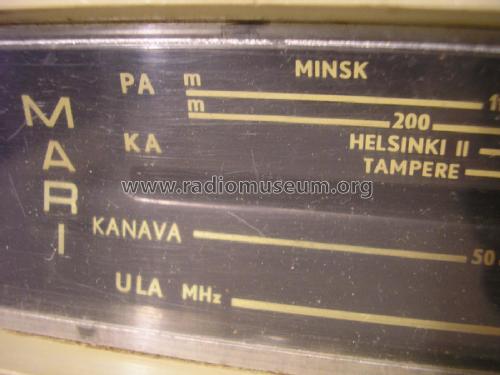 MARI
PA m MINSK
m 200
KA HELSINKI II
TAMPERE
www.radiomuseum.org
KANAVA 50
ULA MHz